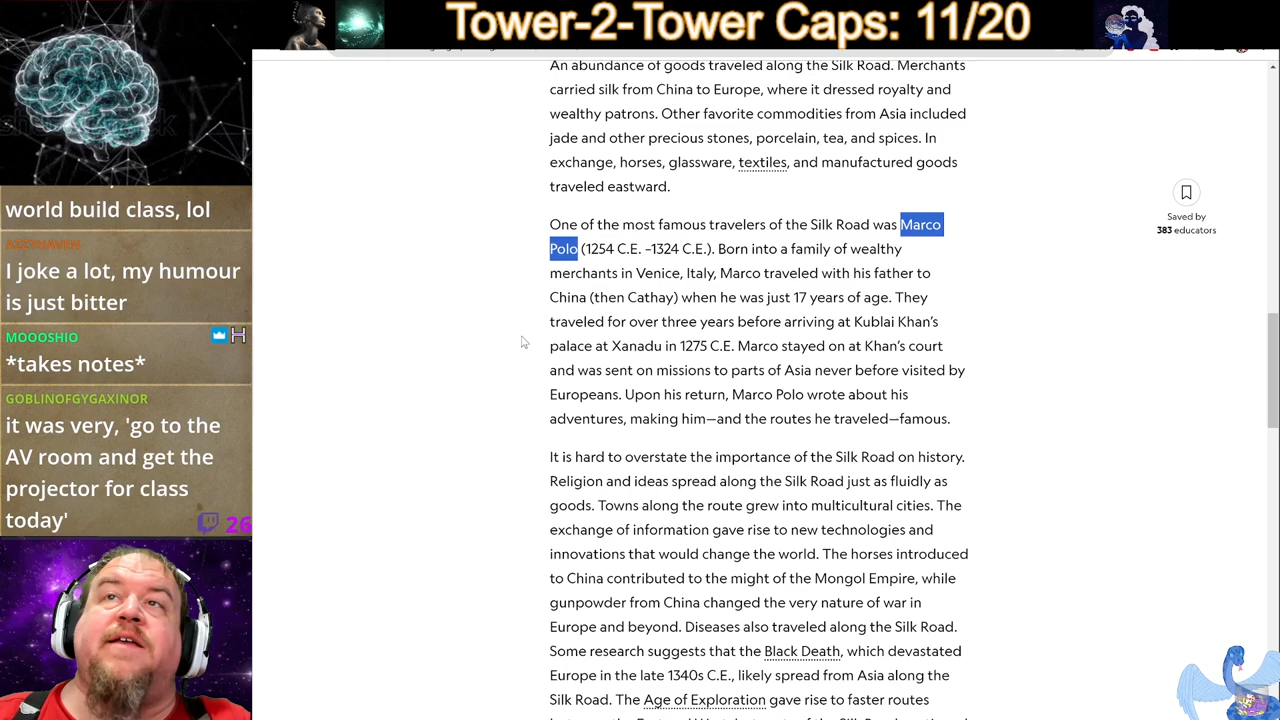 Tower-2-Tower Caps: 11/20
world build class, lol
AZZYHAVEN
I joke a lot, my humour
is just bitter
MOOOSHIO
*takes notes*
GOBLINOFGYGAXINOR
it was very, 'go to the
AV room and get the
projector for class
today'
26
An abundance of goods traveled along the Silk Road. Merchants
carried silk from China to Europe, where it dressed royalty and
wealthy patrons. Other favorite commodities from Asia included
jade and other precious stones, porcelain, tea, and spices. In
exchange, horses, glassware, textiles, and manufactured goods
traveled eastward.
One of the most famous travelers of the Silk Road was Marco
Polo (1254 C.E. –1324 C.E.). Born into a family of wealthy
merchants in Venice, Italy, Marco traveled with his father to
China (then Cathay) when he was just 17 years of age. They
traveled for over three years before arriving at Kublai Khan's
palace at Xanadu in 1275 C.E. Marco stayed on at Khan's court
and was sent on missions to parts of Asia never before visited by
Europeans. Upon his return, Marco Polo wrote about his
adventures, making him—and the routes he traveled—famous.
It is hard to overstate the importance of the Silk Road on history.
Religion and ideas spread along the Silk Road just as fluidly as
goods. Towns along the route grew into multicultural cities. The
exchange of information gave rise to new technologies and
innovations that would change the world. The horses introduced
to China contributed to the might of the Mongol Empire, while
gunpowder from China changed the very nature of war in
Europe and beyond. Diseases also traveled along the Silk Road.
Some research suggests that the Black Death, which devastated
Europe in the late 1340s C.E., likely spread from Asia along the
Silk Road. The Age of Exploration gave rise to faster routes
Saved by
383 educators